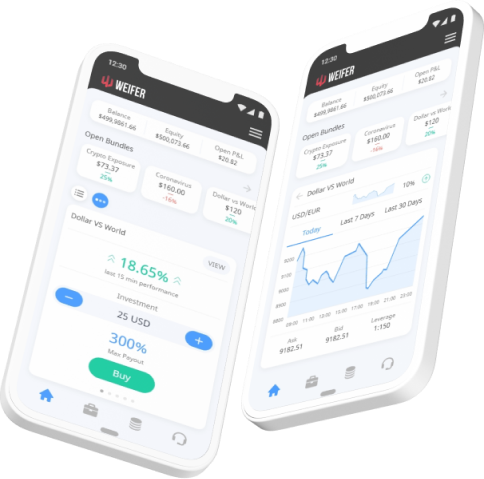 12:30
WEIFER
Balance
$499,9861.66
Equity
$500,073.66
Open P&L
$20.82
Open Bundles
Crypto Exposure
$73.37
25%
Coronavirus
$160.00
-16%
Dollar vs World
$120
20%
Dollar VS World
VIEW
18.65%
last 15 min performance
Investment
25 USD
300%
Max Payout
Buy
12:30
WEIFER
Balance
Equity
$500,073.66
Open P&L
$20.82
Open Bundles
Crypto Exposure
$73.37
25%
Coronavirus
$160.00
-16%
Dollar vs World
$120
20%
Dollar VS World
10%
USD/EUR
Today
Last 7 Days
Last 30 Days
Ask
9182.51
Bid
9182.51
Leverage
1:150